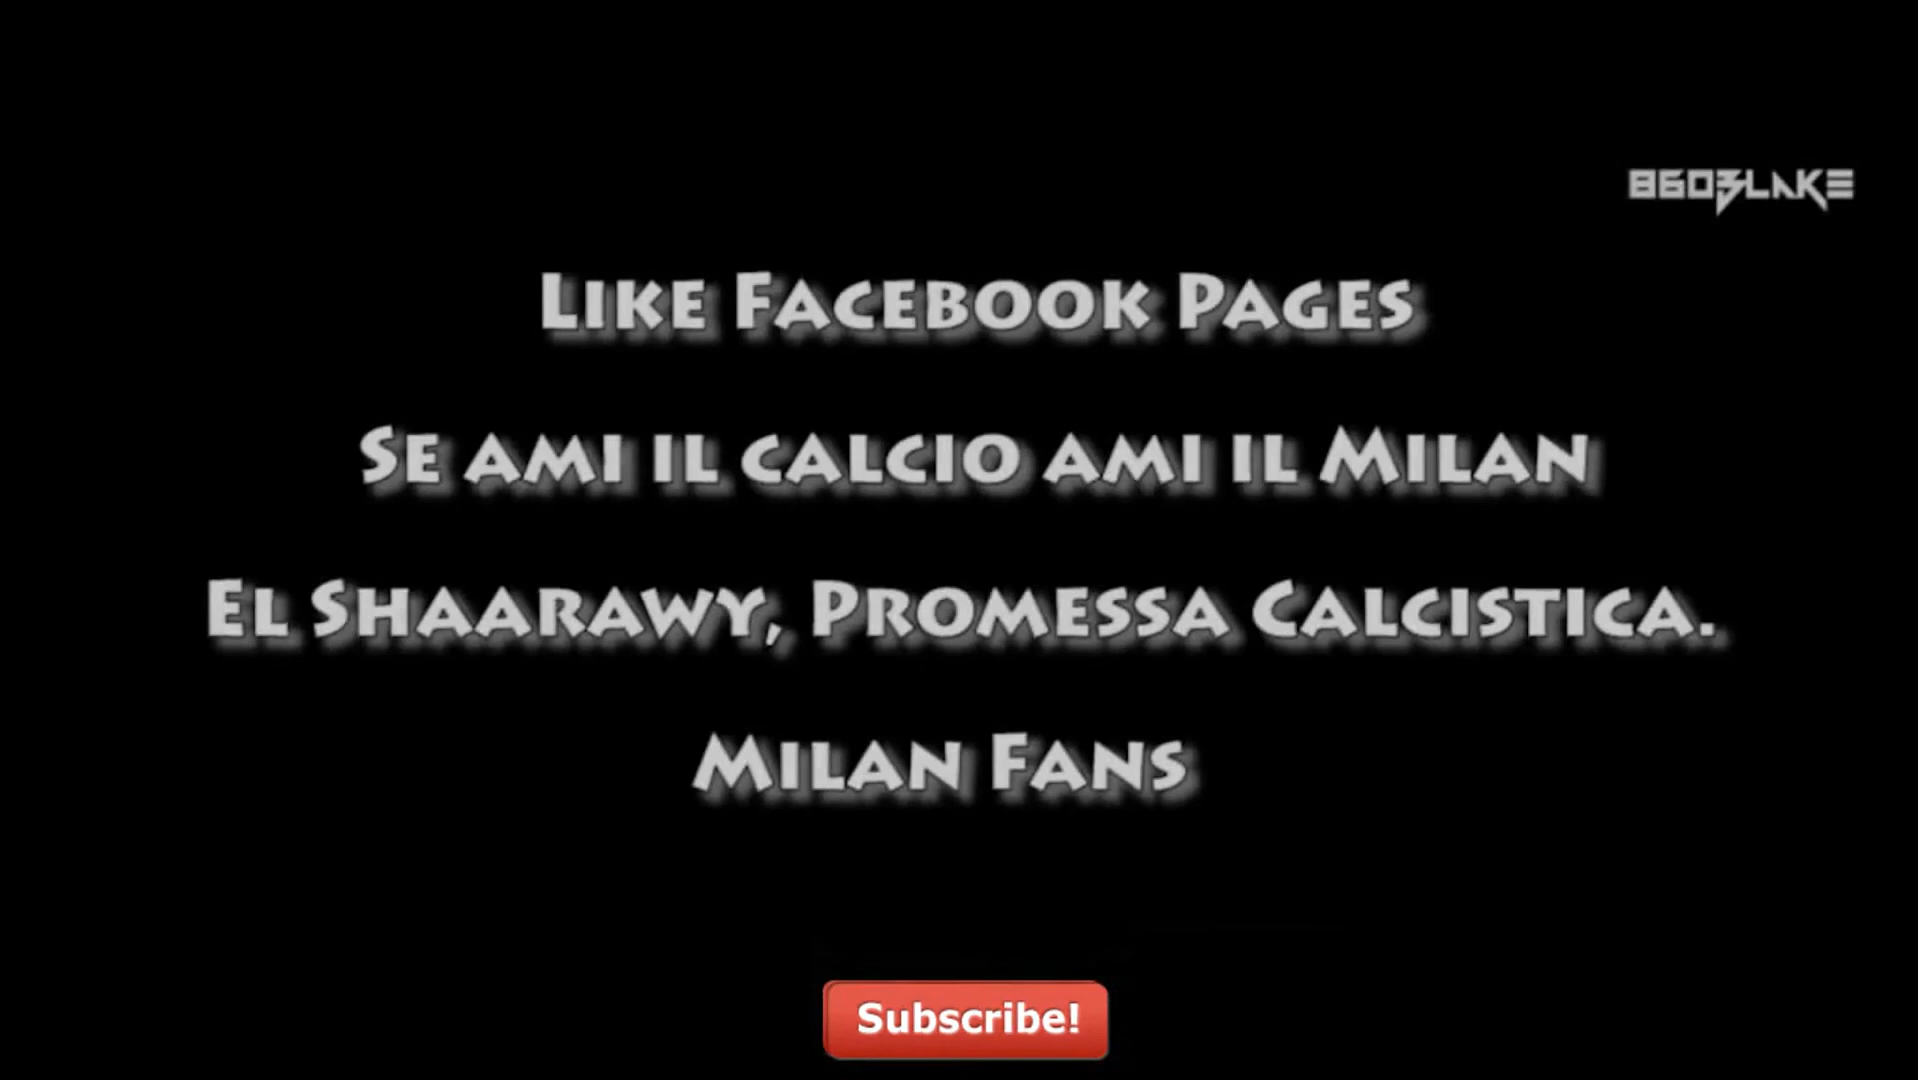 860BLAKE
Like Facebook Pages
Se ami il calcio ami il Milan
El Shaarawy, Promessa Calcistica.
Milan Fans
Subscribe!